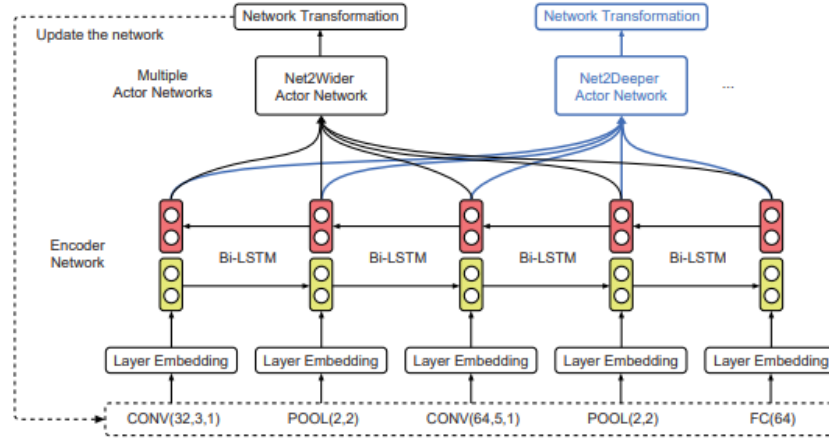 Network Transformation
Network Transformation
Update the network
Multiple
Actor Networks
Net2Wider
Actor Network
Net2Deeper
Actor Network
...
Encoder
Network
Bi-LSTM
Bi-LSTM
Bi-LSTM
Bi-LSTM
Layer Embedding
Layer Embedding
Layer Embedding
Layer Embedding
Layer Embedding
CONV(32,3,1)
POOL(2,2)
CONV(64,5,1)
POOL(2,2)
FC(64)